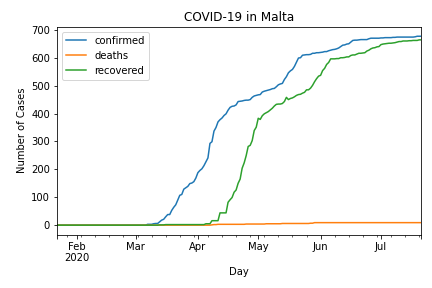 COVID-19 in Malta
confirmed
deaths
recovered
Number of Cases
700
600
500
400
300
200
100
0
Feb Mar Apr May Jun Jul
2020
Day